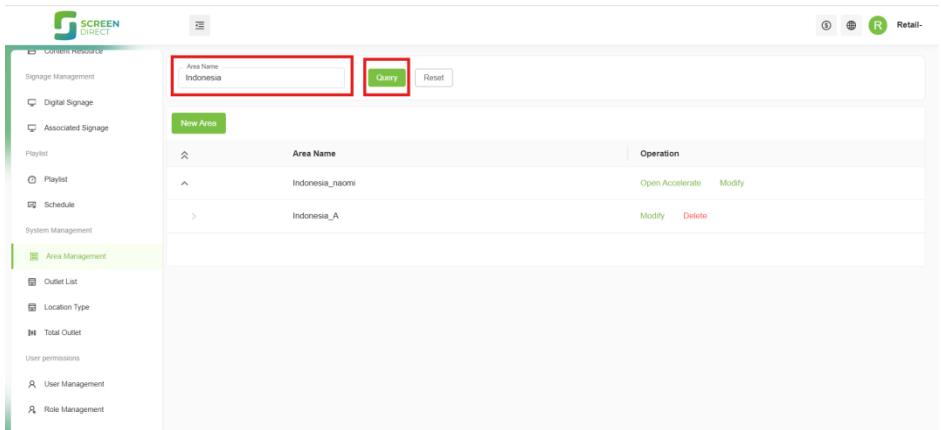 SCREEN
DIRECT
R
Retail-
Content Resource
Signage Management
Digital Signage
Associated Signage
Playlist
Playlist
Schedule
System Management
Area Management
Outlet List
Location Type
Total Outlet
User permissions
User Management
Role Management
Area Name
Indonesia
Query
Reset
New Area
Area Name
Operation
Indonesia_naomi
Open Accelerate
Modify
Indonesia_A
Modify
Delete